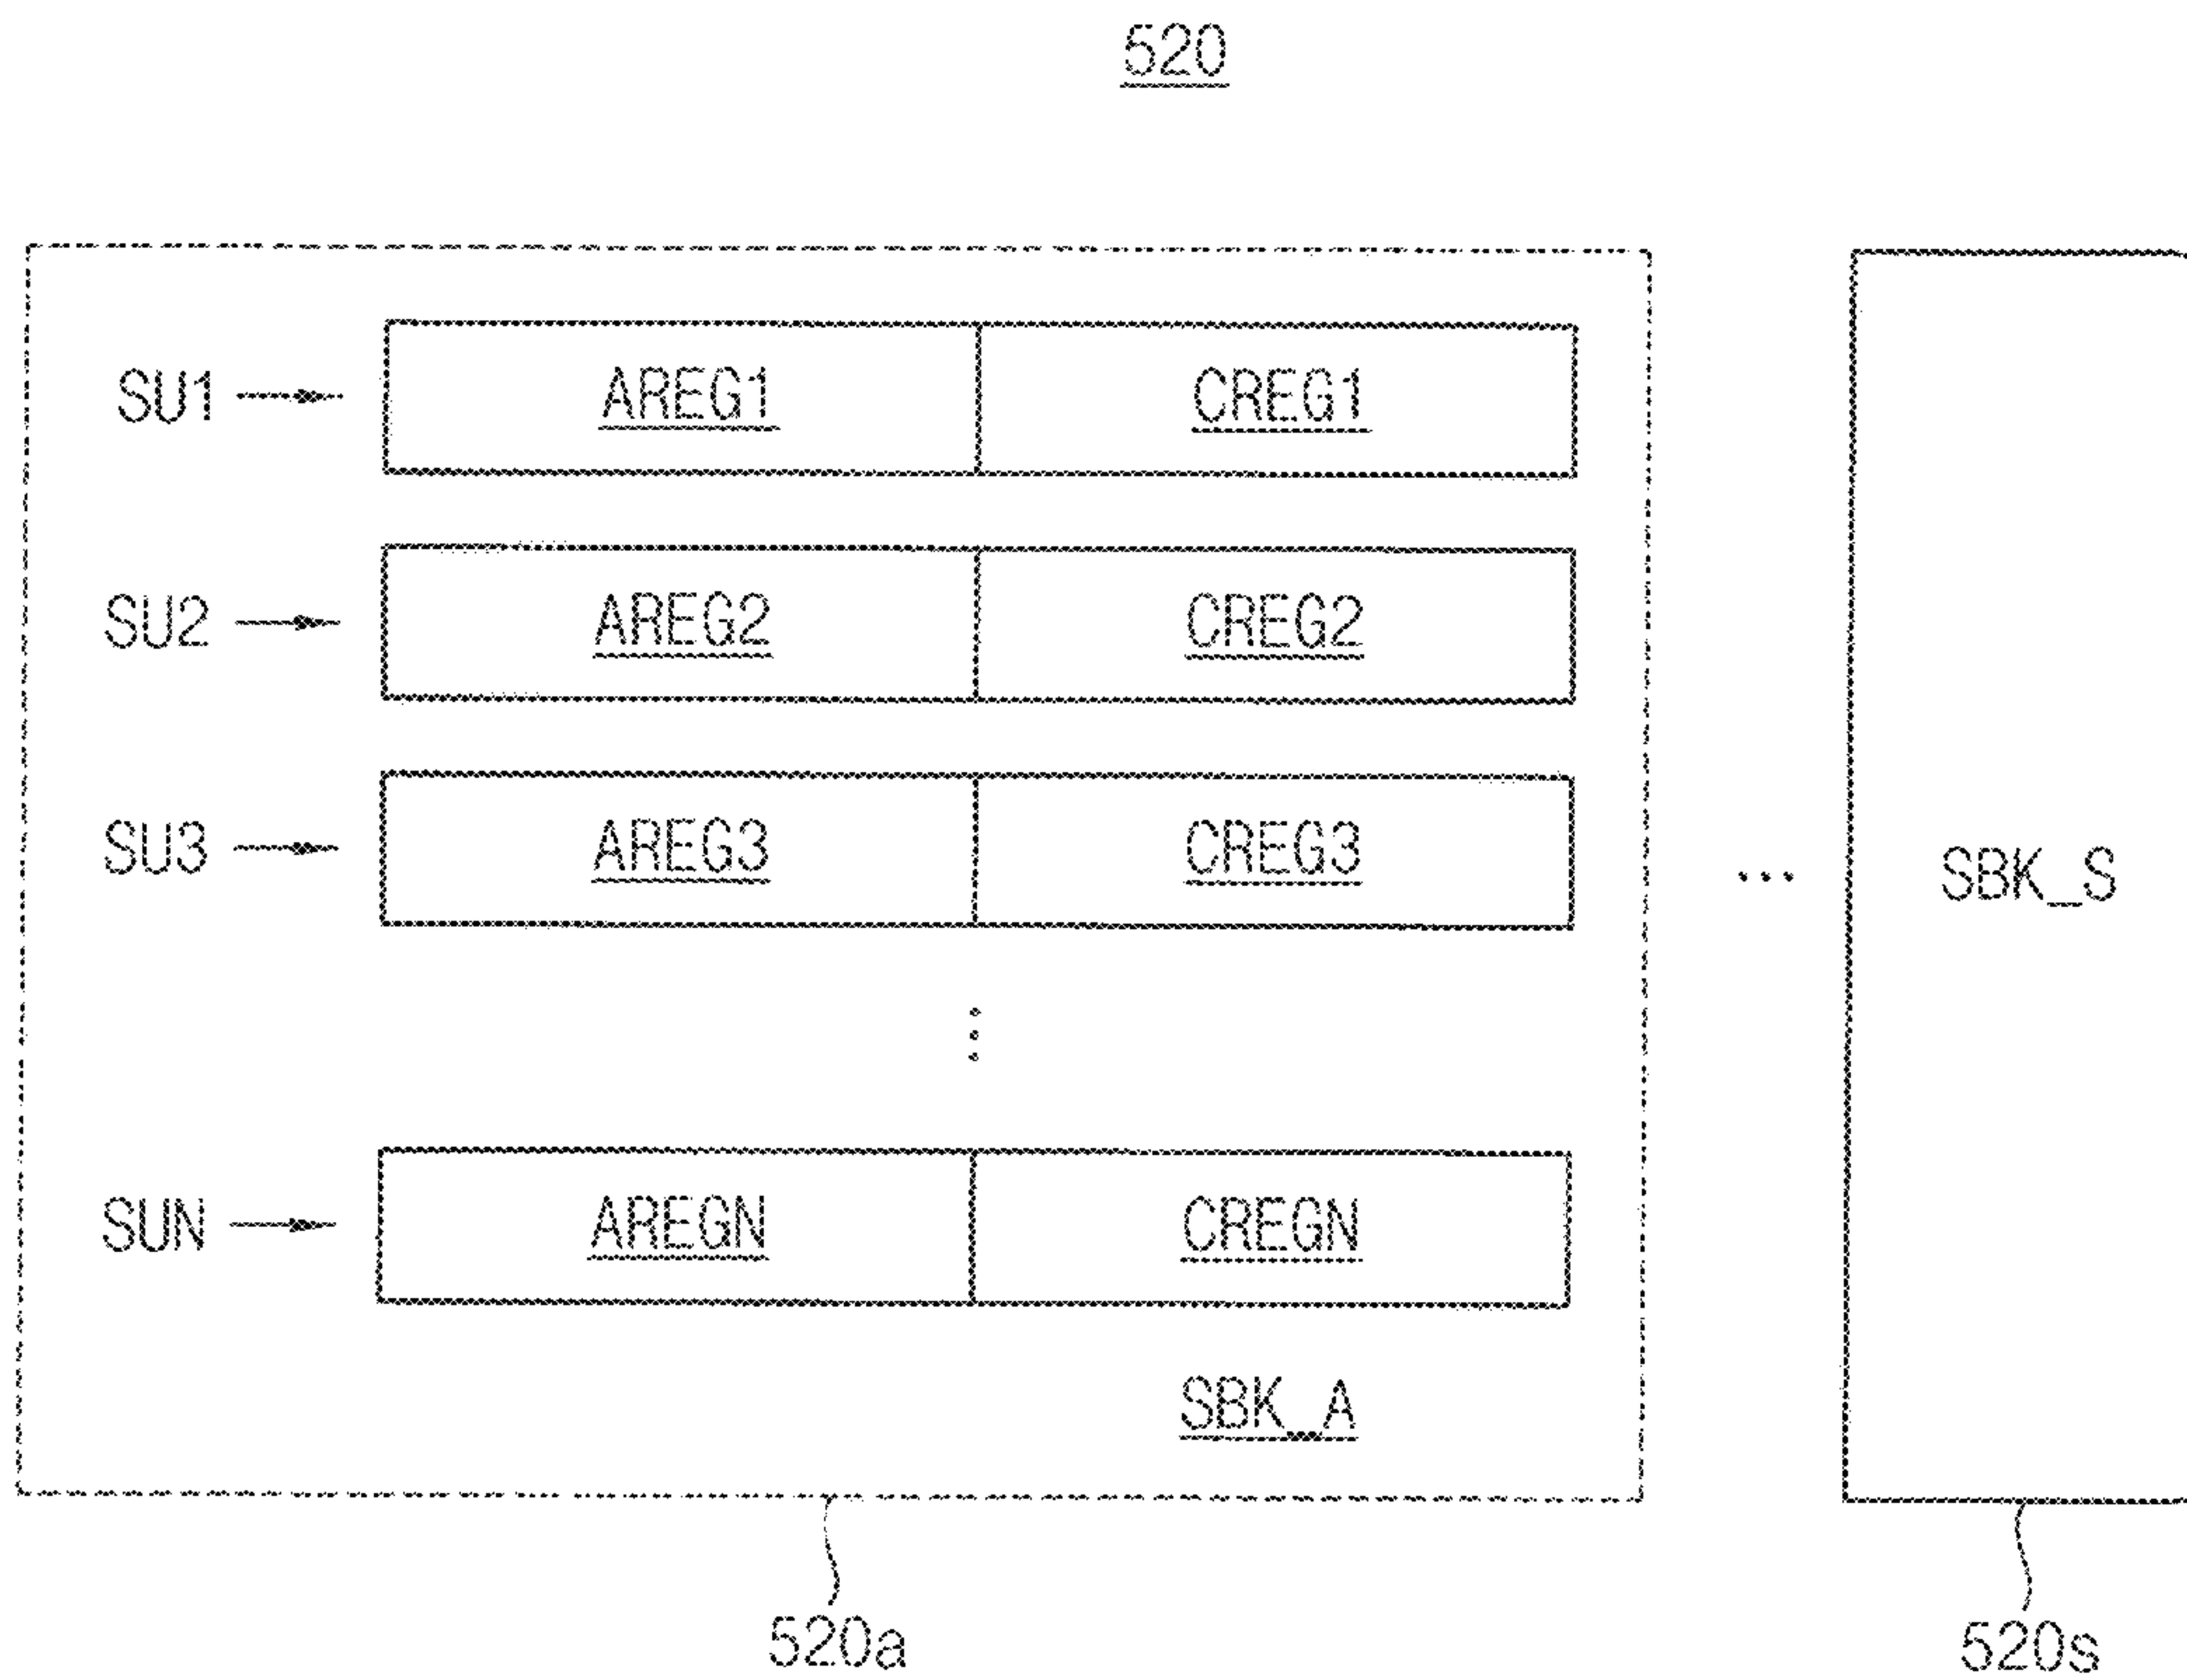 520
SU1 AREG1 CREG1
SU2 AREG2 CREG2
SU3 AREG3 CREG3
... SBK_S
SUN AREGN CREGN
SBK_A
520a 520s